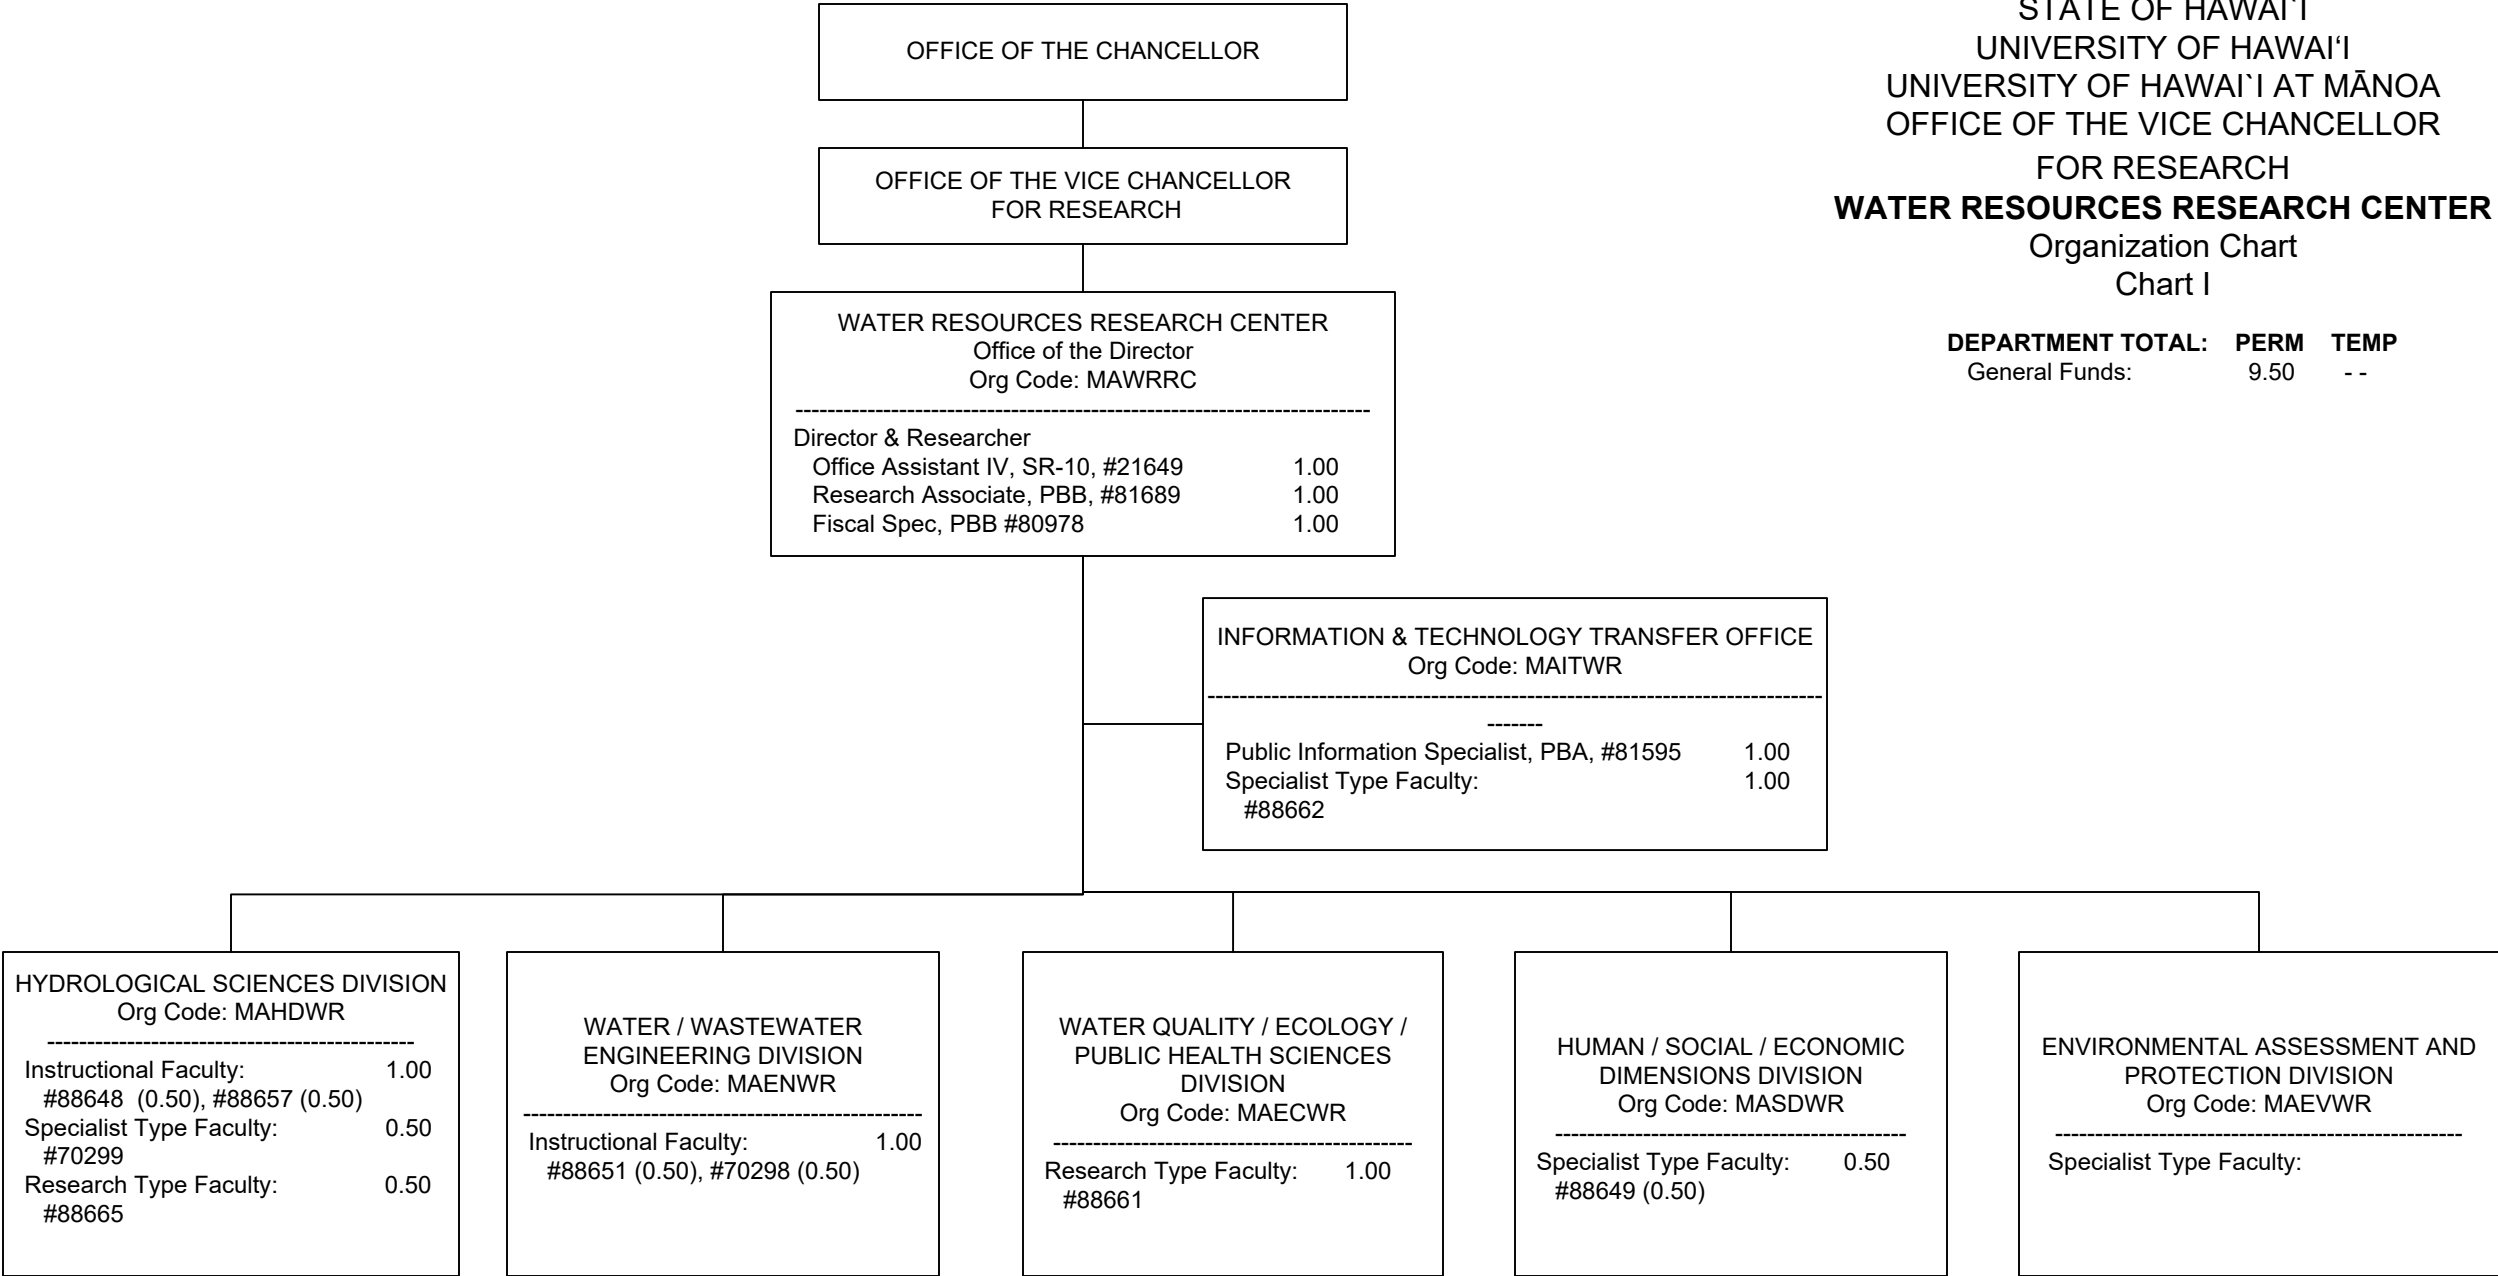 STATE OF HAWAI`I
UNIVERSITY OF HAWAI‘I
UNIVERSITY OF HAWAI`I AT MĀNOA
OFFICE OF THE VICE CHANCELLOR
FOR RESEARCH
WATER RESOURCES RESEARCH CENTER
Organization Chart
Chart I
DEPARTMENT TOTAL: PERM TEMP
General Funds: 9.50 - -
OFFICE OF THE CHANCELLOR
OFFICE OF THE VICE CHANCELLOR
FOR RESEARCH
WATER RESOURCES RESEARCH CENTER
Office of the Director
Org Code: MAWRRC
------------------------------------------------------------------------
Director & Researcher
Office Assistant IV, SR-10, #21649 1.00
Research Associate, PBB, #81689 1.00
Fiscal Spec, PBB #80978 1.00
INFORMATION & TECHNOLOGY TRANSFER OFFICE
Org Code: MAITWR
-----------------------------------------------------------------------------
-------
Public Information Specialist, PBA, #81595 1.00
Specialist Type Faculty: 1.00
#88662
HYDROLOGICAL SCIENCES DIVISION
Org Code: MAHDWR
----------------------------------------------
Instructional Faculty: 1.00
#88648 (0.50), #88657 (0.50)
Specialist Type Faculty: 0.50
#70299
Research Type Faculty: 0.50
#88665
WATER / WASTEWATER
ENGINEERING DIVISION
Org Code: MAENWR
--------------------------------------------------
Instructional Faculty: 1.00
#88651 (0.50), #70298 (0.50)
WATER QUALITY / ECOLOGY /
PUBLIC HEALTH SCIENCES
DIVISION
Org Code: MAECWR
---------------------------------------------
Research Type Faculty: 1.00
#88661
HUMAN / SOCIAL / ECONOMIC
DIMENSIONS DIVISION
Org Code: MASDWR
--------------------------------------------
Specialist Type Faculty: 0.50
#88649 (0.50)
ENVIRONMENTAL ASSESSMENT AND
PROTECTION DIVISION
Org Code: MAEVWR
---------------------------------------------------
Specialist Type Faculty: